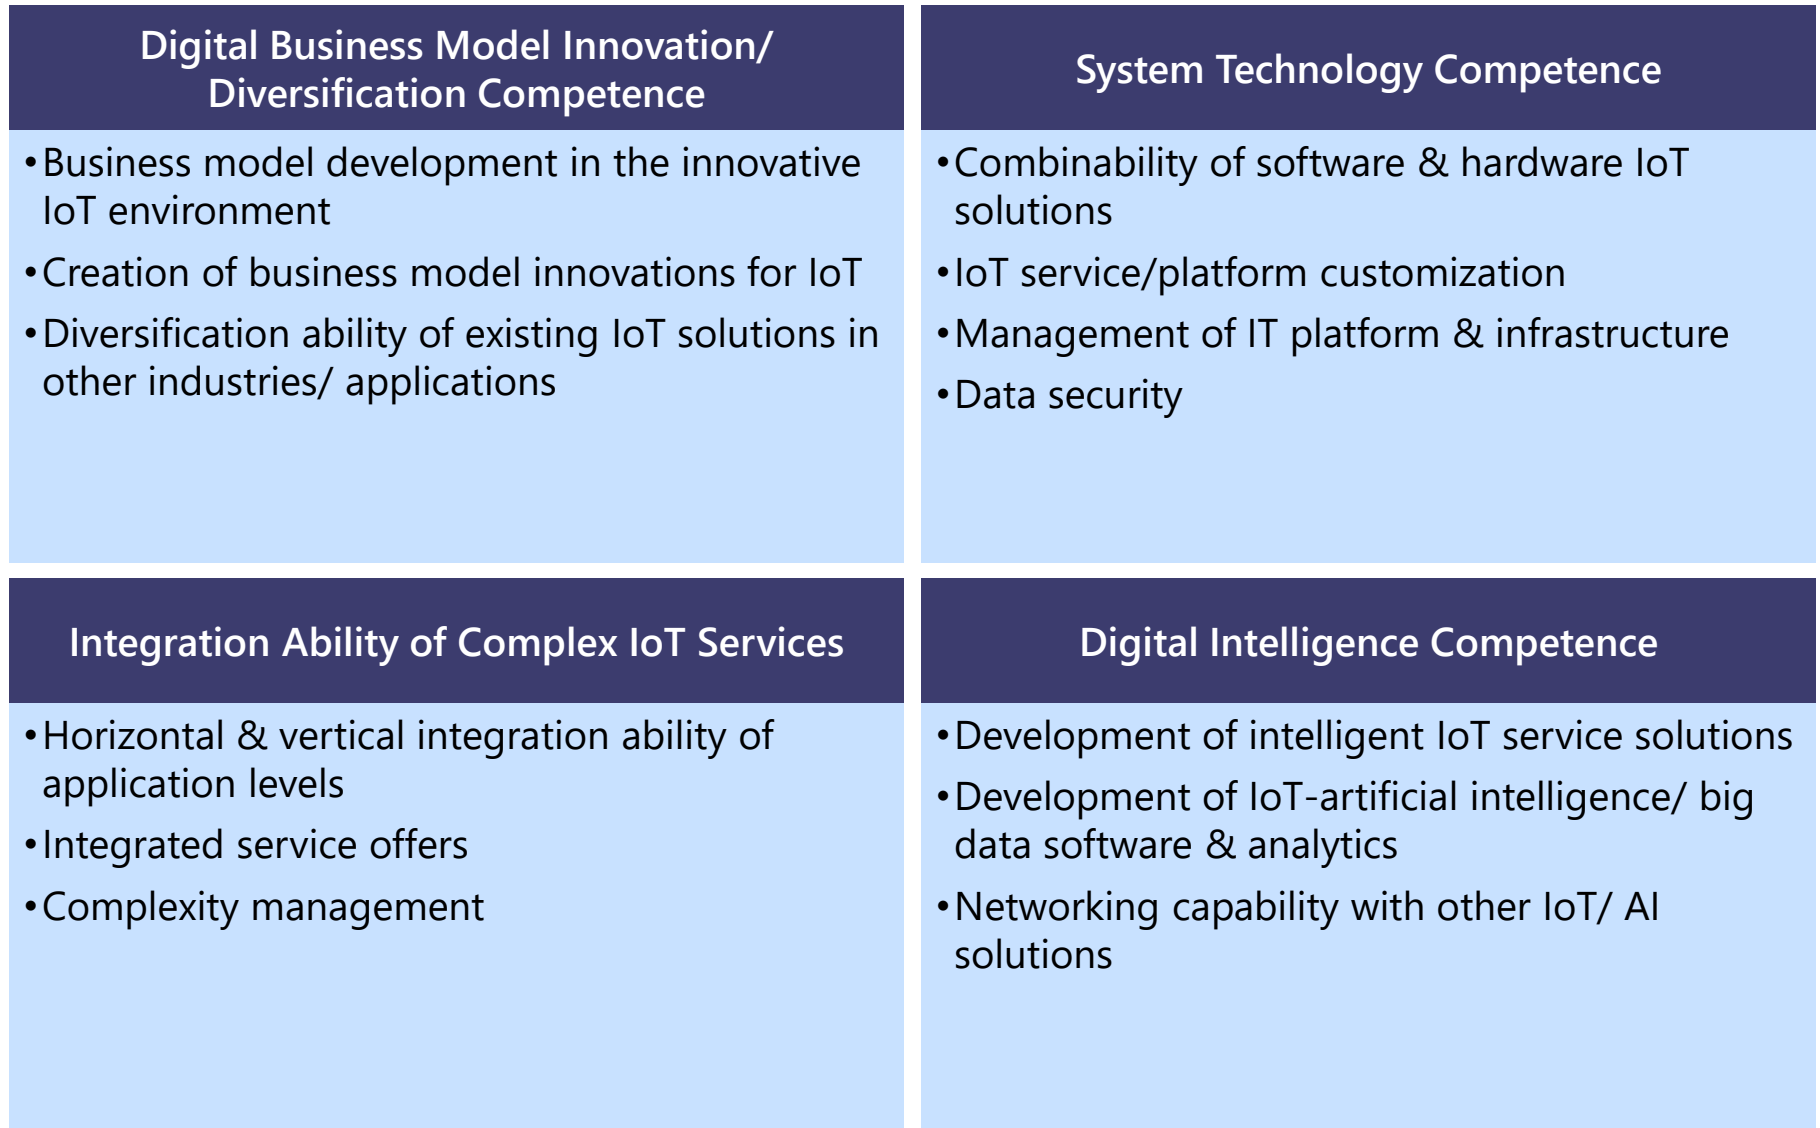 Digital Business Model Innovation/
Diversification Competence
•Business model development in the innovative
IoT environment
•Creation of business model innovations for IoT
•Diversification ability of existing IoT solutions in
other industries/ applications
System Technology Competence
•Combinability of software & hardware IoT
solutions
•IoT service/platform customization
•Management of IT platform & infrastructure
•Data security
Integration Ability of Complex IoT Services
•Horizontal & vertical integration ability of
application levels
•Integrated service offers
•Complexity management
Digital Intelligence Competence
•Development of intelligent IoT service solutions
•Development of IoT-artificial intelligence/ big
data software & analytics
•Networking capability with other IoT/ AI
solutions